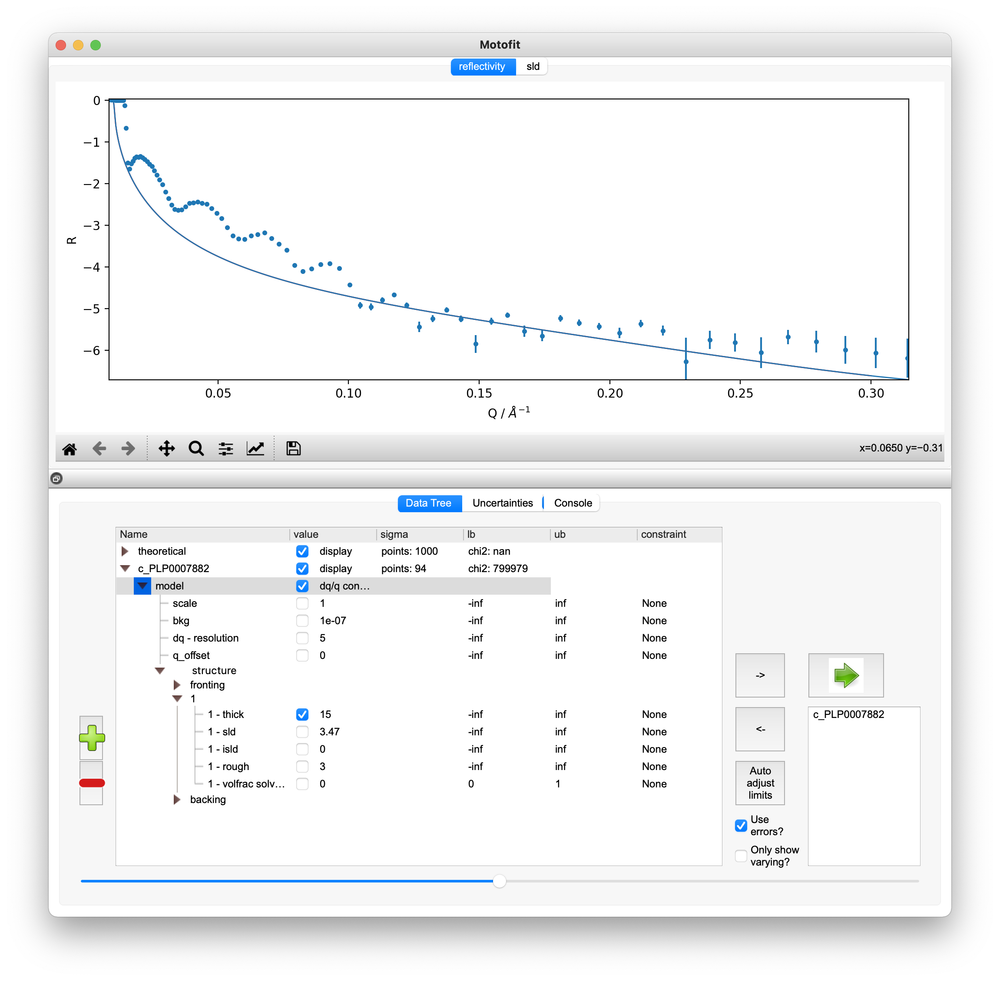 Motofit
reflectivity sld
0
−1
−2
−3
−4
−5
−6
R
0.05 0.10 0.15 0.20 0.25 0.30
Q / Å⁻¹
x=0.0650 y=−0.31
Data Tree Uncertainties Console
Name value sigma lb ub constraint
theoretical display points: 1000 chi2: nan
c_PLP0007882 display points: 94 chi2: 799979
model dq/q con...
scale 1 -inf inf None
bkg 1e-07 -inf inf None
dq - resolution 5 -inf inf None
q_offset 0 -inf inf None
structure
fronting
1
1 - thick 15 -inf inf None
1 - sld 3.47 -inf inf None
1 - isld 0 -inf inf None
1 - rough 3 -inf inf None
1 - volfrac solv... 0 0 1 None
backing
->
<-
Auto
adjust
limits
Use
errors?
Only show
varying?
c_PLP0007882